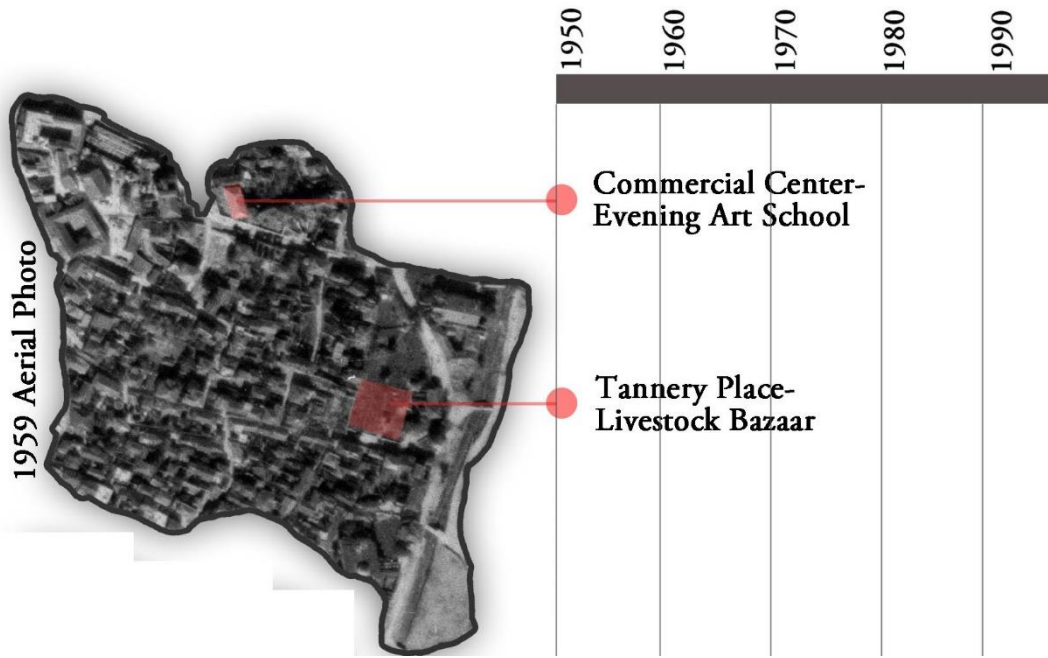 1950
1960
1970
1980
1990
1959 Aerial Photo
Commercial Center-
Evening Art School
Tannery Place-
Livestock Bazaar